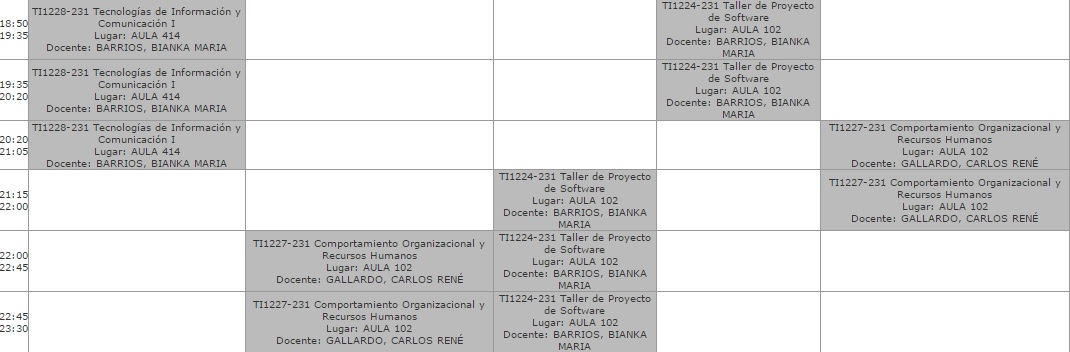 18:50
19:35
TI1228-231 Tecnologías de Información y
Comunicación I
Lugar: AULA 414
Docente: BARRIOS, BIANKA MARIA
TI1224-231 Taller de Proyecto
de Software
Lugar: AULA 102
Docente: BARRIOS, BIANKA
MARIA
19:35
20:20
TI1228-231 Tecnologías de Información y
Comunicación I
Lugar: AULA 414
Docente: BARRIOS, BIANKA MARIA
TI1224-231 Taller de Proyecto
de Software
Lugar: AULA 102
Docente: BARRIOS, BIANKA
MARIA
20:20
21:05
TI1228-231 Tecnologías de Información y
Comunicación I
Lugar: AULA 414
Docente: BARRIOS, BIANKA MARIA
TI1227-231 Comportamiento Organizacional y
Recursos Humanos
Lugar: AULA 102
Docente: GALLARDO, CARLOS RENÉ
21:15
22:00
TI1224-231 Taller de Proyecto
de Software
Lugar: AULA 102
Docente: BARRIOS, BIANKA
MARIA
TI1227-231 Comportamiento Organizacional y
Recursos Humanos
Lugar: AULA 102
Docente: GALLARDO, CARLOS RENÉ
22:00
22:45
TI1227-231 Comportamiento Organizacional y
Recursos Humanos
Lugar: AULA 102
Docente: GALLARDO, CARLOS RENÉ
TI1224-231 Taller de Proyecto
de Software
Lugar: AULA 102
Docente: BARRIOS, BIANKA
MARIA
22:45
23:30
TI1227-231 Comportamiento Organizacional y
Recursos Humanos
Lugar: AULA 102
Docente: GALLARDO, CARLOS RENÉ
TI1224-231 Taller de Proyecto
de Software
Lugar: AULA 102
Docente: BARRIOS, BIANKA
MARIA